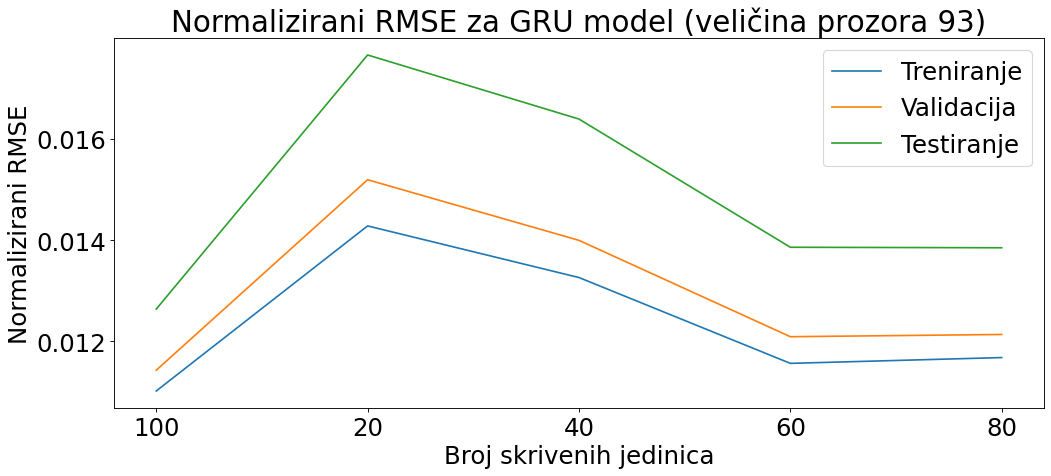 Normalizirani RMSE za GRU model (veličina prozora 93)
Treniranje
Validacija
Testiranje
Normalizirani RMSE
0.016
0.014
0.012
100 20 40 60 80
Broj skrivenih jedinica